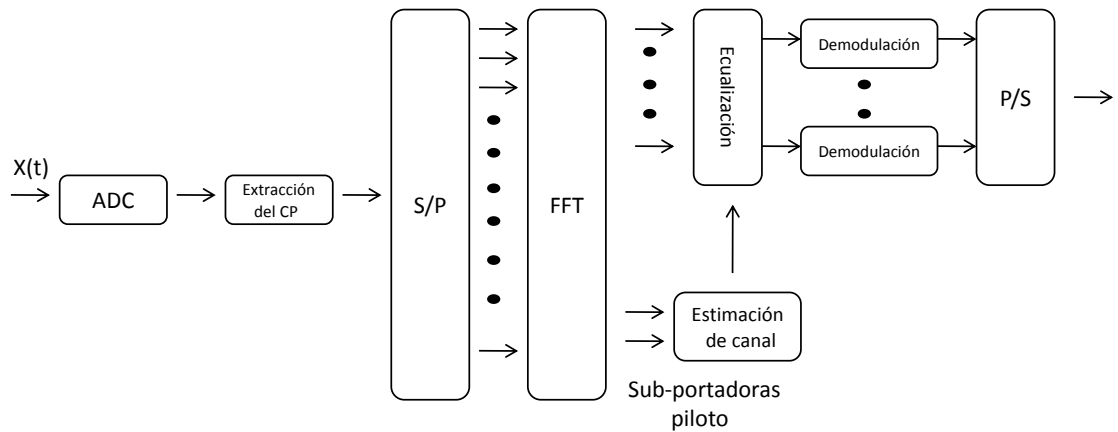 X(t)
ADC
Extracción
del CP
S/P
FFT
Ecualización
Demodulación
Demodulación
P/S
Estimación
de canal
Sub-portadoras
piloto